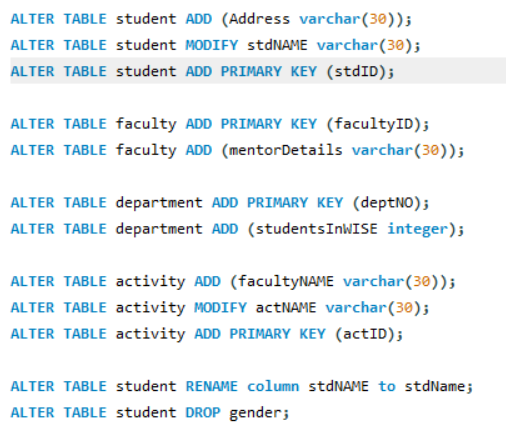 ALTER TABLE student ADD (Address varchar(30));
ALTER TABLE student MODIFY stdNAME varchar(30);
ALTER TABLE student ADD PRIMARY KEY (stdID);
ALTER TABLE faculty ADD PRIMARY KEY (facultyID);
ALTER TABLE faculty ADD (mentorDetails varchar(30));
ALTER TABLE department ADD PRIMARY KEY (deptNO);
ALTER TABLE department ADD (studentsInWISE integer);
ALTER TABLE activity ADD (facultyNAME varchar(30));
ALTER TABLE activity MODIFY actNAME varchar(30);
ALTER TABLE activity ADD PRIMARY KEY (actID);
ALTER TABLE student RENAME column stdNAME to stdName;
ALTER TABLE student DROP gender;